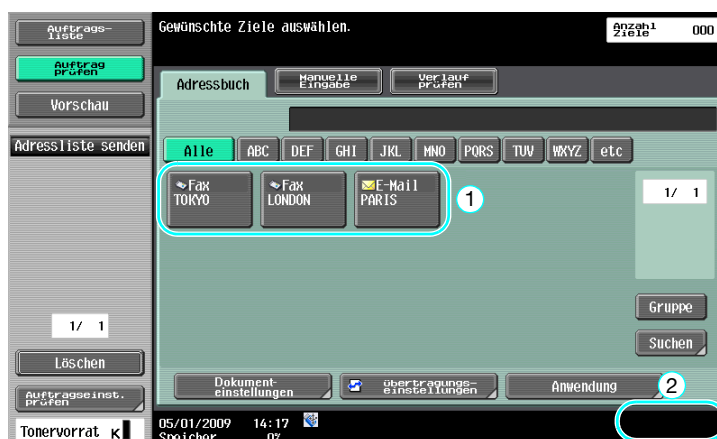 Auftrags-
liste
Auftrag
prüfen
Vorschau
Adressliste senden
1/ 1
Löschen
Auftragseinst.
prüfen
Tonervorrat K
Gewünschte Ziele auswählen.
Anzahl
Ziele 000
Adressbuch
Manuelle
Eingabe
Verlauf
prüfen
Alle ABC DEF GHI JKL MNO PQRS TUV WXYZ etc
Fax
TOKYO
Fax
LONDON
E-Mail
PARIS
1
1/ 1
Gruppe
Suchen
Dokument-
einstellungen
übertragungs-
einstellungen
Anwendung
2
05/01/2009 14:17
Speicher 0%